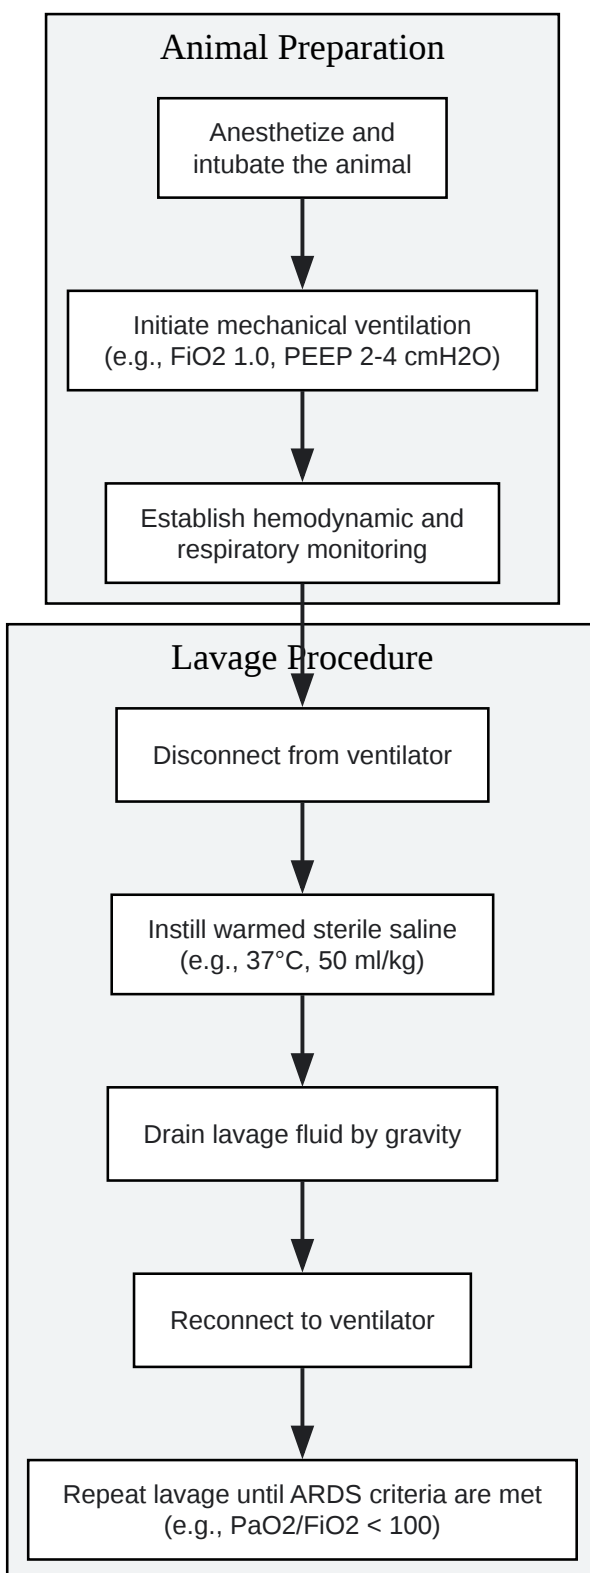 Animal Preparation
Anesthetize and
intubate the animal
Initiate mechanical ventilation
(e.g., FiO2 1.0, PEEP 2-4 cmH2O)
Establish hemodynamic and
respiratory monitoring
Lavage Procedure
Disconnect from ventilator
Instill warmed sterile saline
(e.g., 37°C, 50 ml/kg)
Drain lavage fluid by gravity
Reconnect to ventilator
Repeat lavage until ARDS criteria are met
(e.g., PaO2/FiO2 < 100)